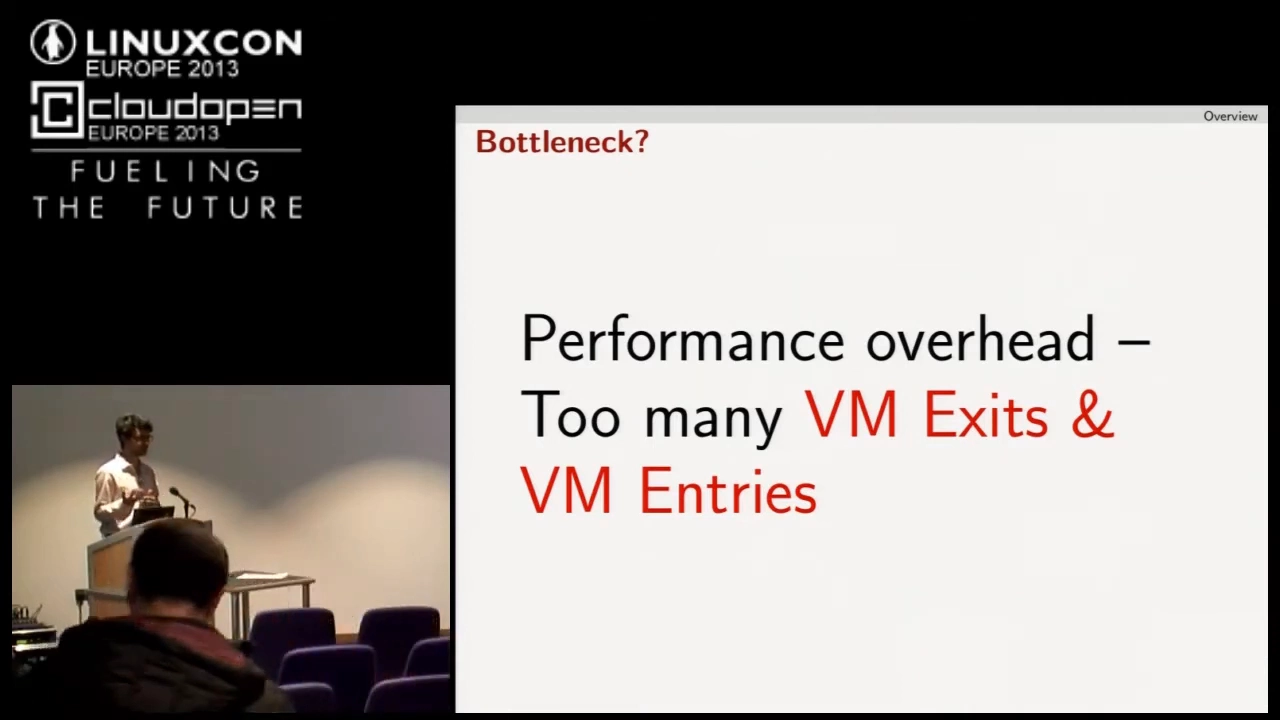 LINUXCON
EUROPE 2013
cloudopen
EUROPE 2013
FUELING
THE FUTURE
Overview
Bottleneck?
Performance overhead –
Too many VM Exits &
VM Entries